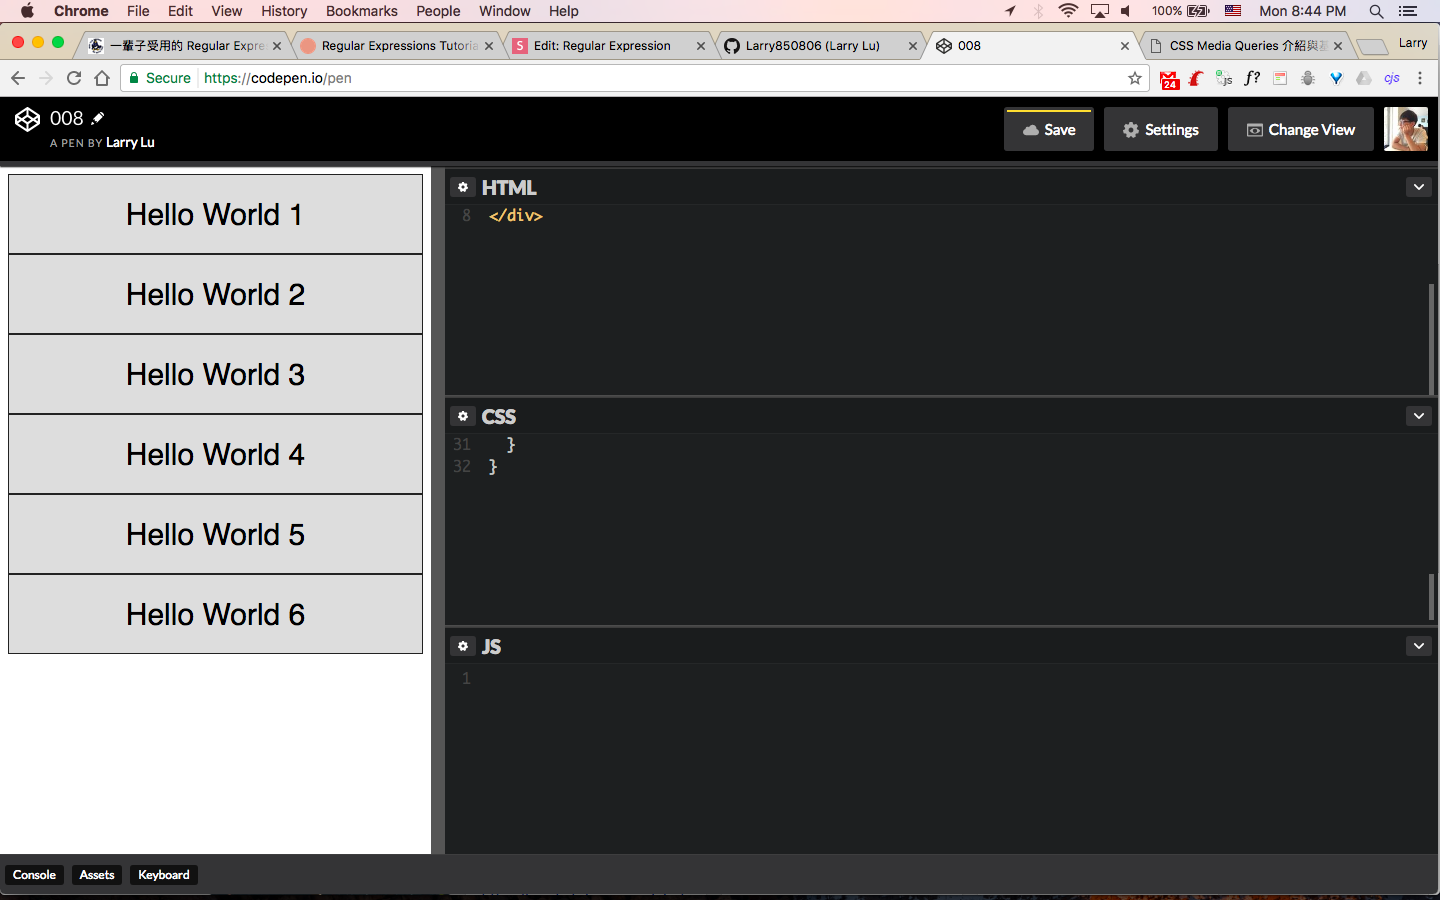 Chrome File Edit View History Bookmarks People Window Help 100% Mon 8:44 PM
一輩子受用的 Regular Expre Regular Expressions Tutoria S Edit: Regular Expression Larry850806 (Larry Lu) 008 CSS Media Queries 介紹與 Larry
Secure https://codepen.io/pen 24 js f? cjs
008
A PEN BY Larry Lu
Save Settings Change View
Hello World 1
Hello World 2
Hello World 3
Hello World 4
Hello World 5
Hello World 6
HTML
8 </div>
CSS
31 }
32 }
JS
1
Console Assets Keyboard